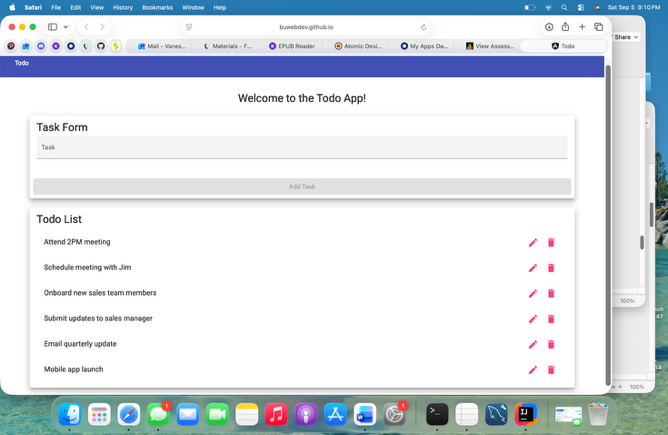 Safari File Edit View History Bookmarks Window Help Sat Sep 5 9:10 PM
buwebdev.github.io
Share
Mail - Vanes... Materials - F... EPUB Reader Atomic Desi... My Apps Da... View Assess... Todo
Todo
Welcome to the Todo App!
Task Form
Task
Add Task
Todo List
Attend 2PM meeting
Schedule meeting with Jim
Onboard new sales team members
Submit updates to sales manager
Email quarterly update
Mobile app launch
100%
100%
1
1